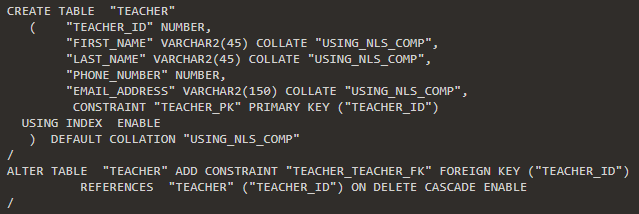 CREATE TABLE  "TEACHER"
   (    "TEACHER_ID" NUMBER,
        "FIRST_NAME" VARCHAR2(45) COLLATE "USING_NLS_COMP",
        "LAST_NAME" VARCHAR2(45) COLLATE "USING_NLS_COMP",
        "PHONE_NUMBER" NUMBER,
        "EMAIL_ADDRESS" VARCHAR2(150) COLLATE "USING_NLS_COMP",
         CONSTRAINT "TEACHER_PK" PRIMARY KEY ("TEACHER_ID")
  USING INDEX  ENABLE
   )  DEFAULT COLLATION "USING_NLS_COMP"
/
ALTER TABLE  "TEACHER" ADD CONSTRAINT "TEACHER_TEACHER_FK" FOREIGN KEY ("TEACHER_ID")
          REFERENCES  "TEACHER" ("TEACHER_ID") ON DELETE CASCADE ENABLE
/